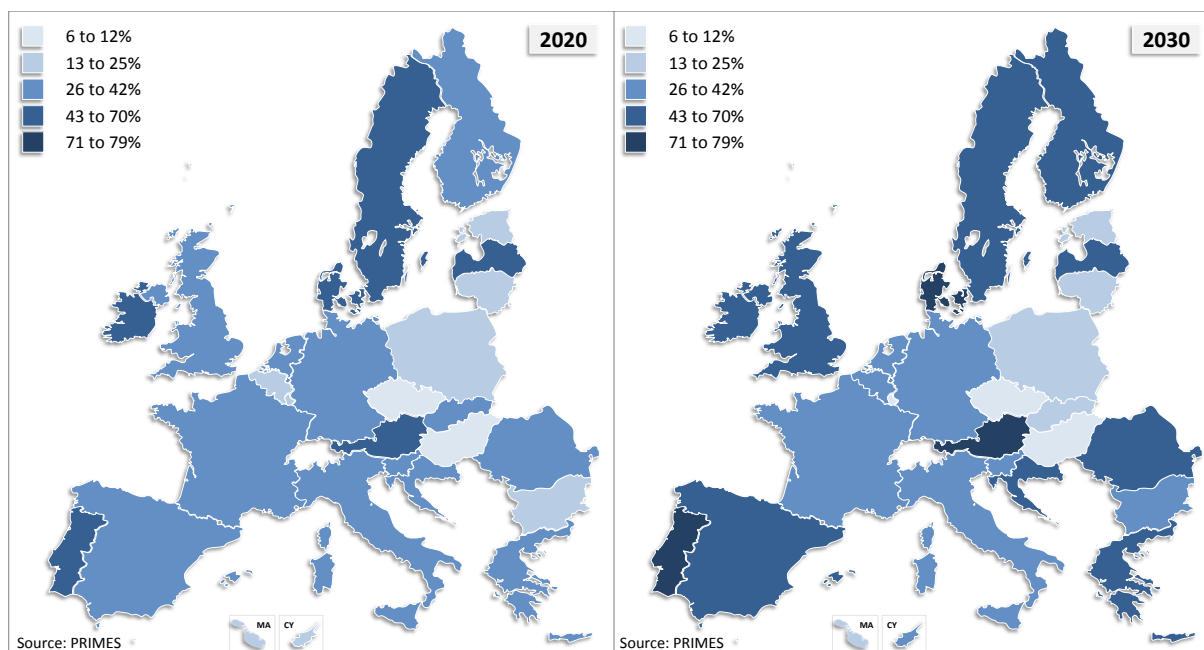 2020
6 to 12%
13 to 25%
26 to 42%
43 to 70%
71 to 79%
MA
CY
Source: PRIMES
2030
6 to 12%
13 to 25%
26 to 42%
43 to 70%
71 to 79%
MA
CY
Source: PRIMES